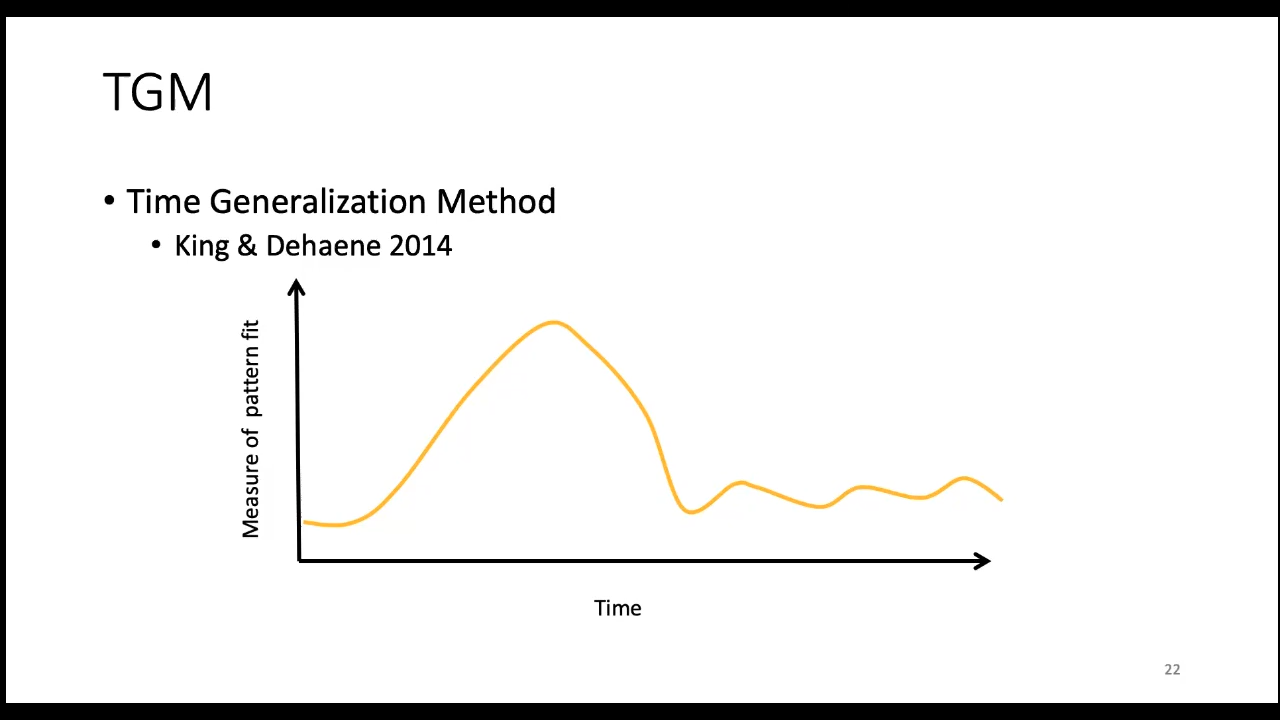 TGM
• Time Generalization Method
• King & Dehaene 2014
Measure of pattern fit
Time
22